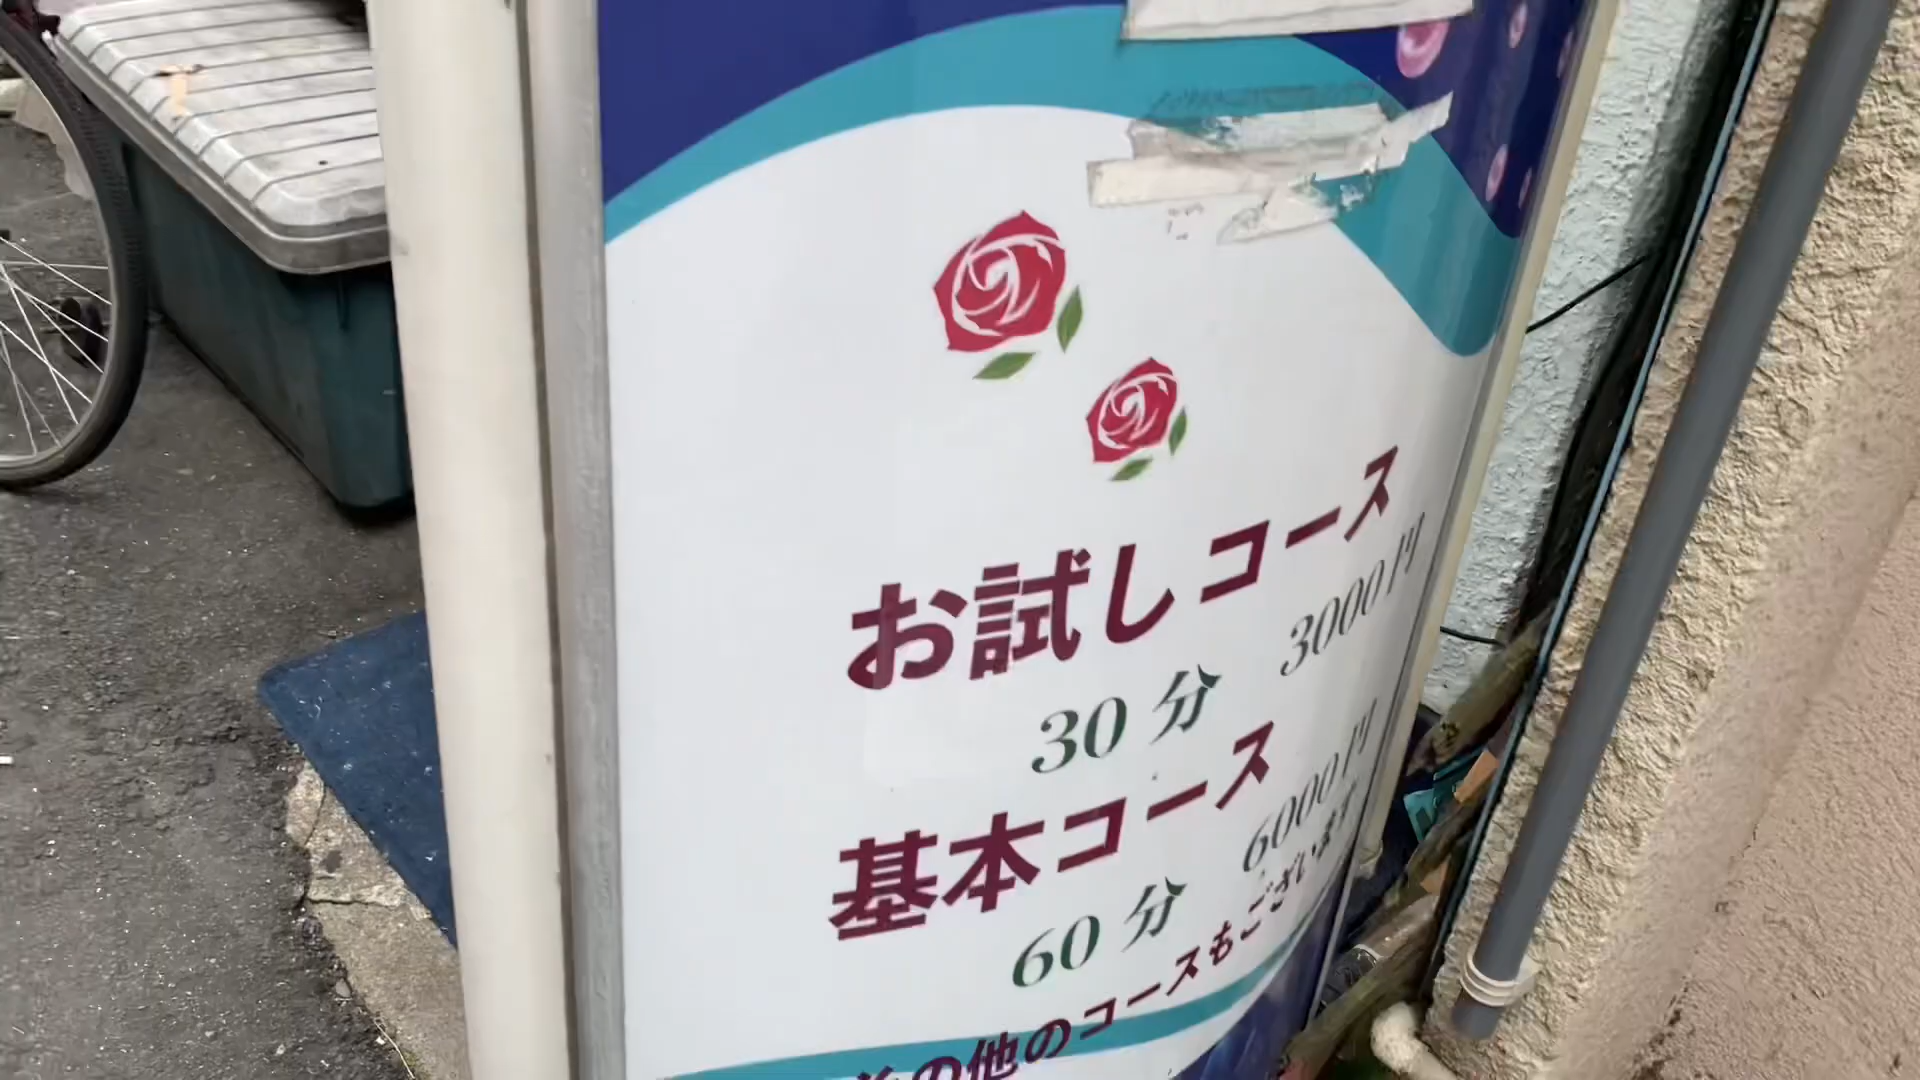 お試しコース
30分 3000円
基本コース
60分 6000円
その他のコースもございます